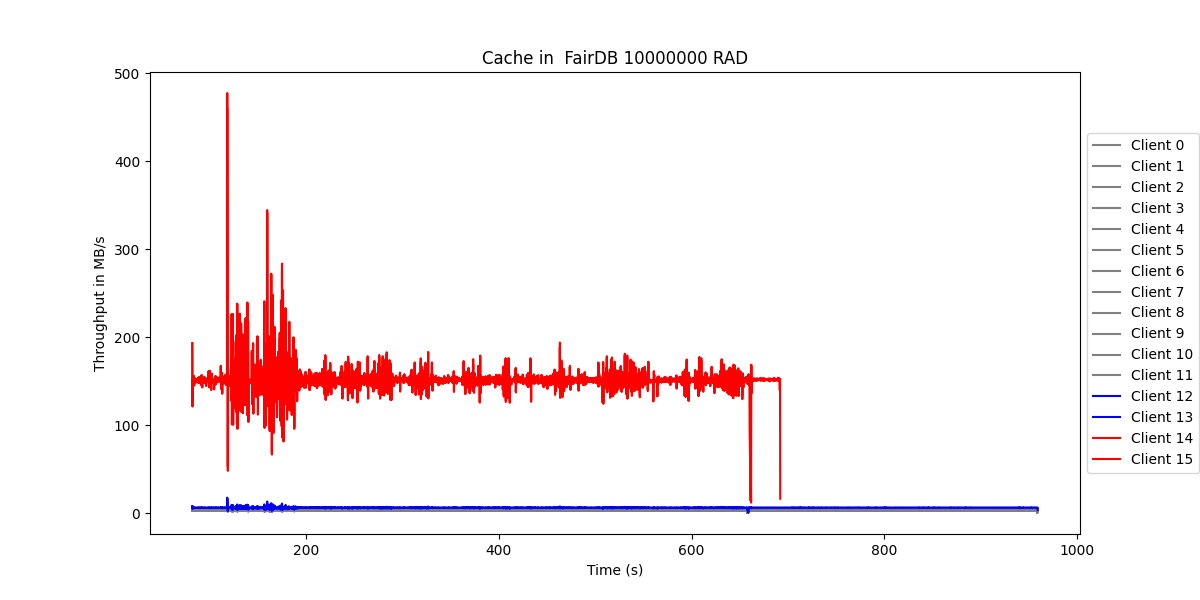 Cache in  FairDB 10000000 RAD
Throughput in MB/s
500
400
300
200
100
0
200
400
600
800
1000
Time (s)
Client 0
Client 1
Client 2
Client 3
Client 4
Client 5
Client 6
Client 7
Client 8
Client 9
Client 10
Client 11
Client 12
Client 13
Client 14
Client 15